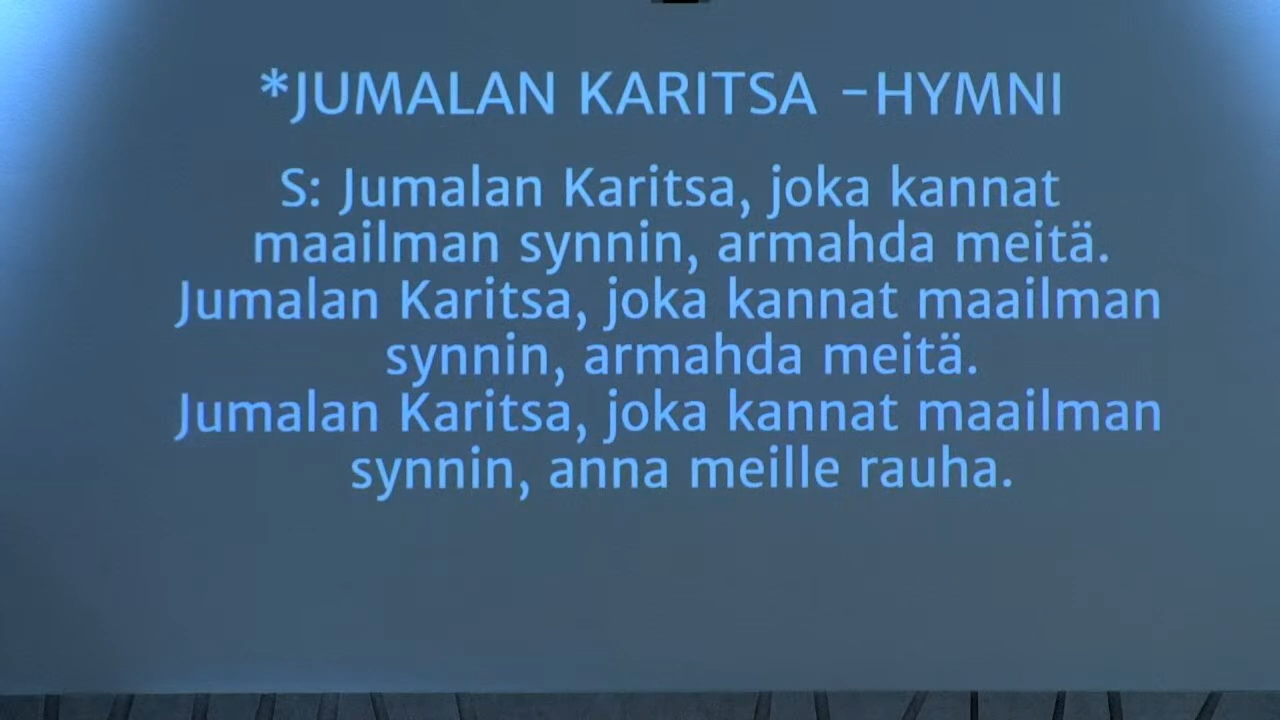 *JUMALAN KARITSA -HYMNI
S: Jumalan Karitsa, joka kannat
maailman synnin, armahda meitä.
Jumalan Karitsa, joka kannat maailman
synnin, armahda meitä.
Jumalan Karitsa, joka kannat maailman
synnin, anna meille rauha.